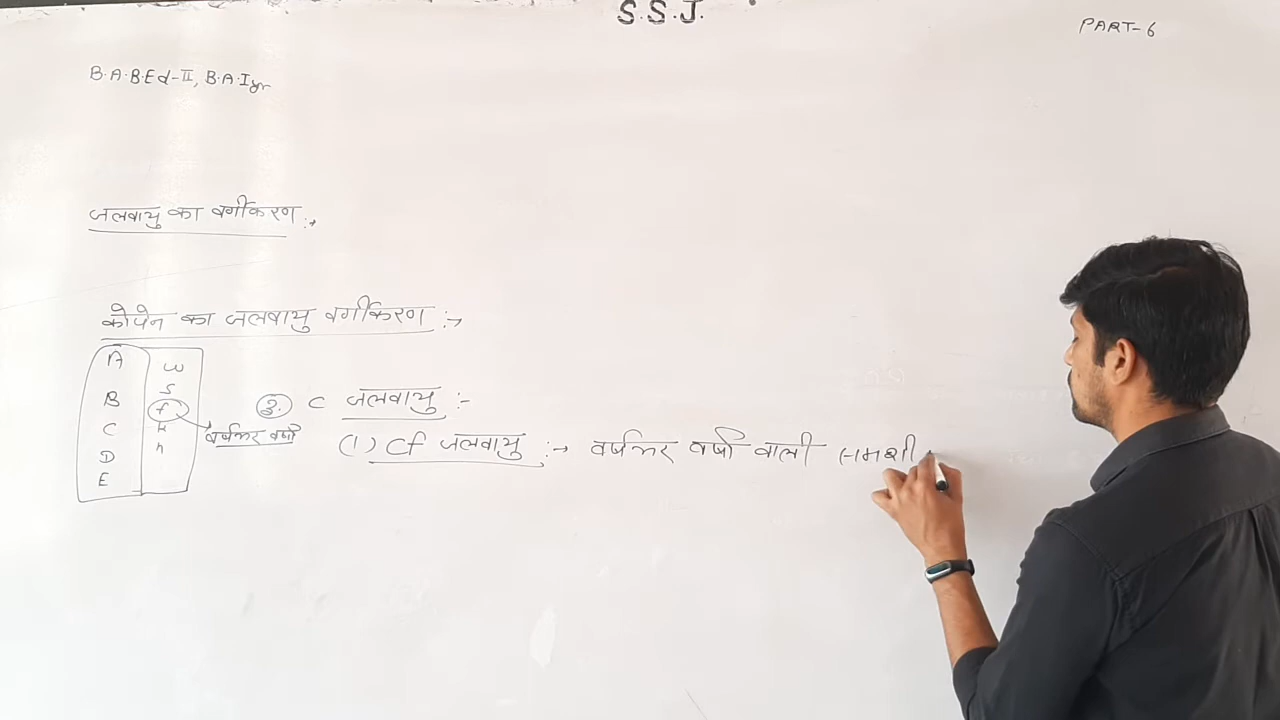 S.S.J.
PART-6
B.A.B.Ed-II, B.A.I yr
जलवायु का वर्गीकरण :→
कोपेन का जलवायु वर्गीकरण :→
A w
S
B f
C k वर्षभर वर्षा
h
D
E
3. C जलवायु :-
(1) Cf जलवायु :→ वर्षभर वर्षा वाली समशी